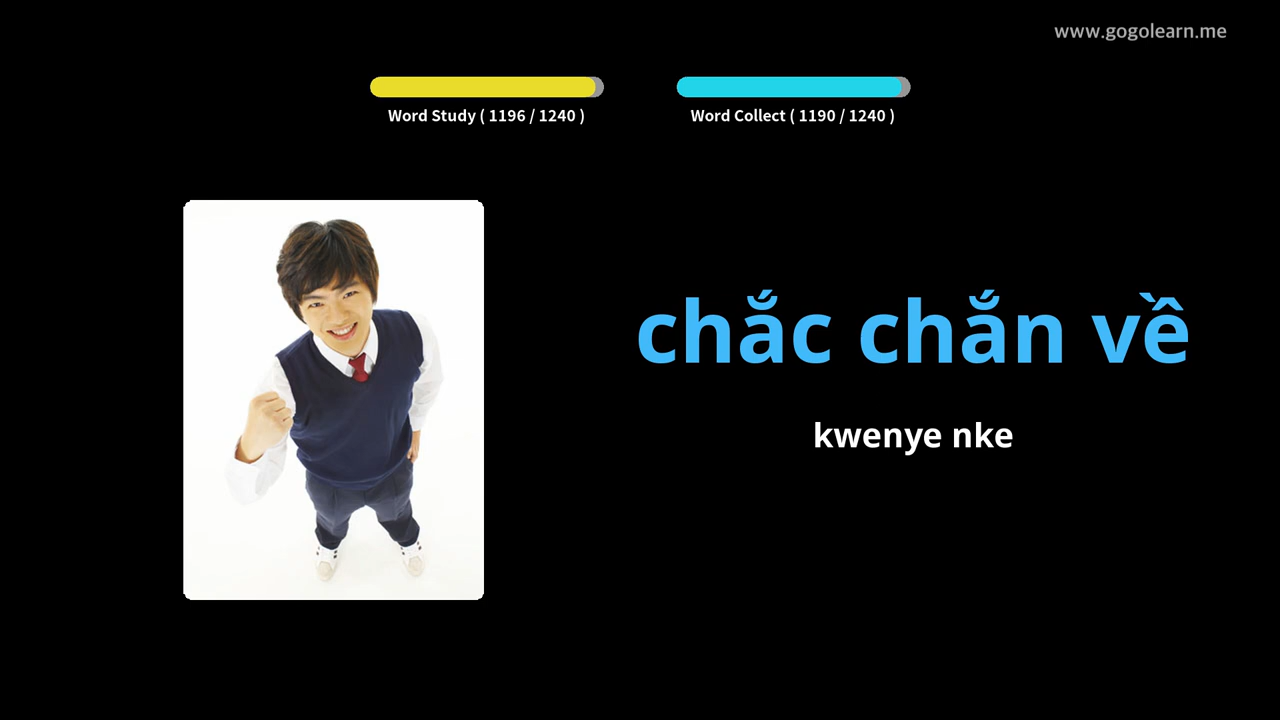 www.gogolearn.me
Word Study ( 1196 / 1240 )
Word Collect ( 1190 / 1240 )
chắc chắn về
kwenye nke